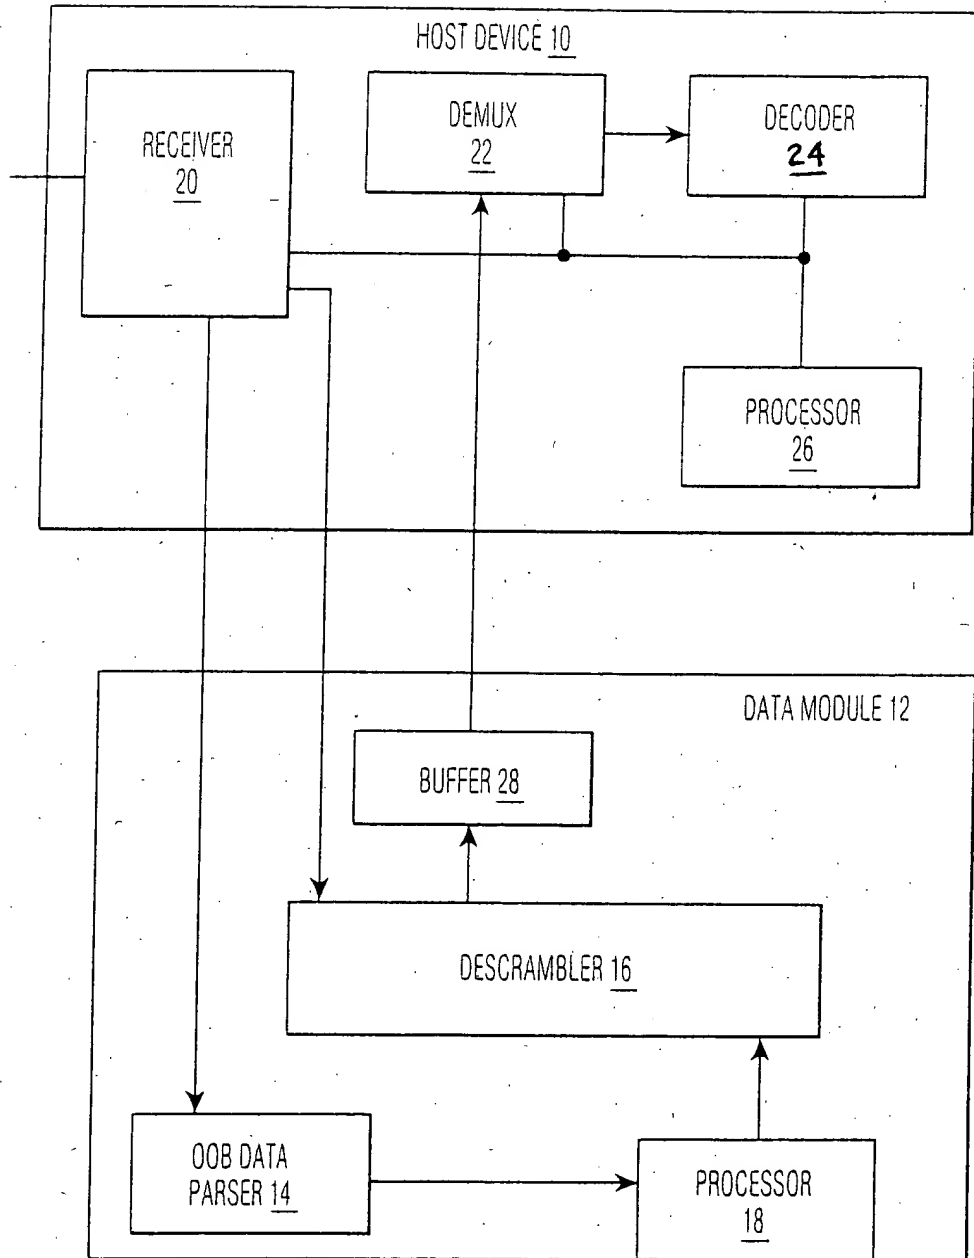 HOST DEVICE 10
RECEIVER
20
DEMUX
22
DECODER
24
PROCESSOR
26
DATA MODULE 12
BUFFER 28
DESCRAMBLER 16
OOB DATA
PARSER 14
PROCESSOR
18